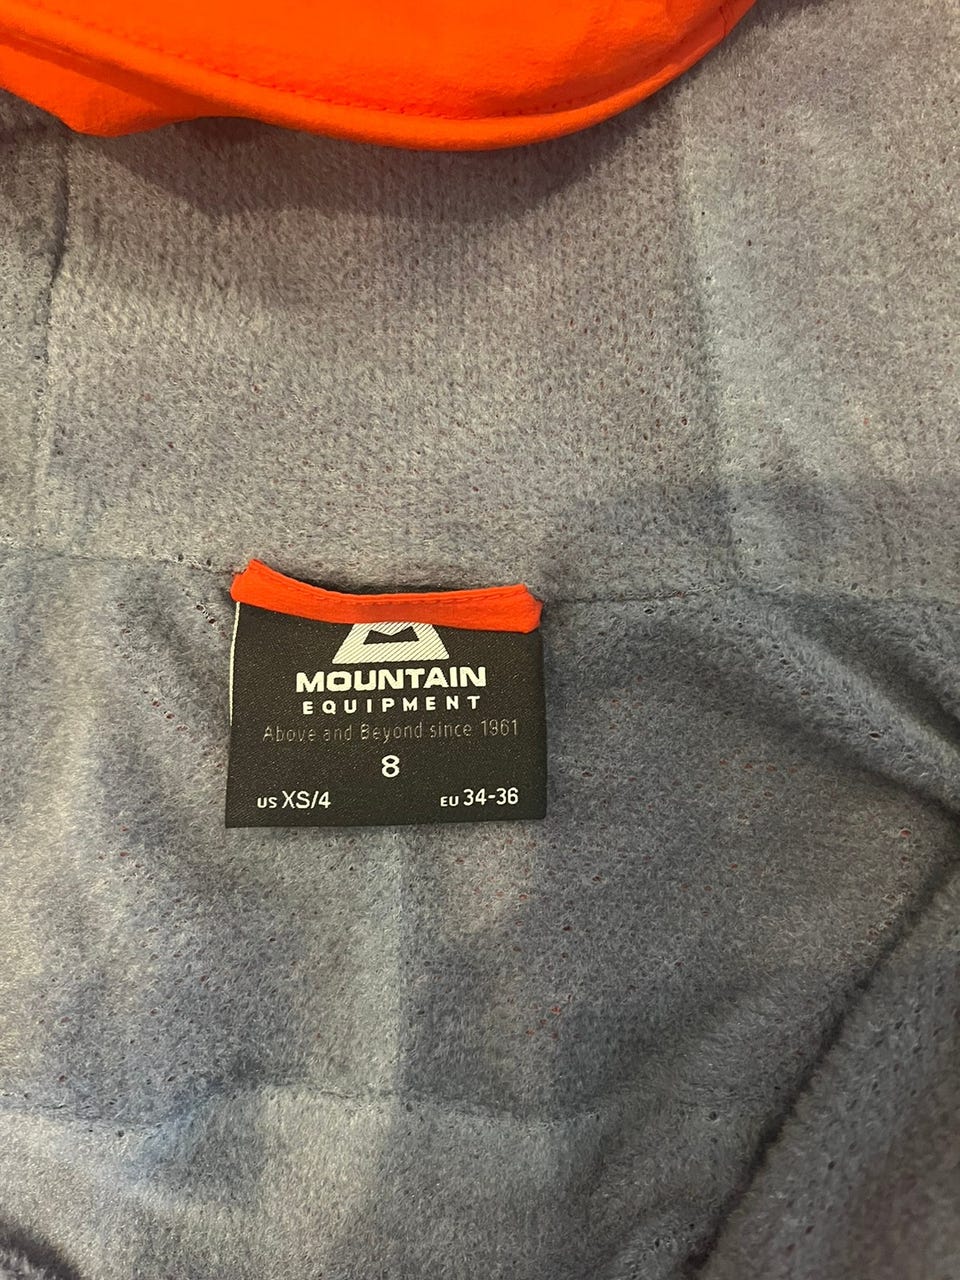 MOUNTAIN
EQUIPMENT
Above and Beyond since 1961
8
US XS/4 EU 34-36